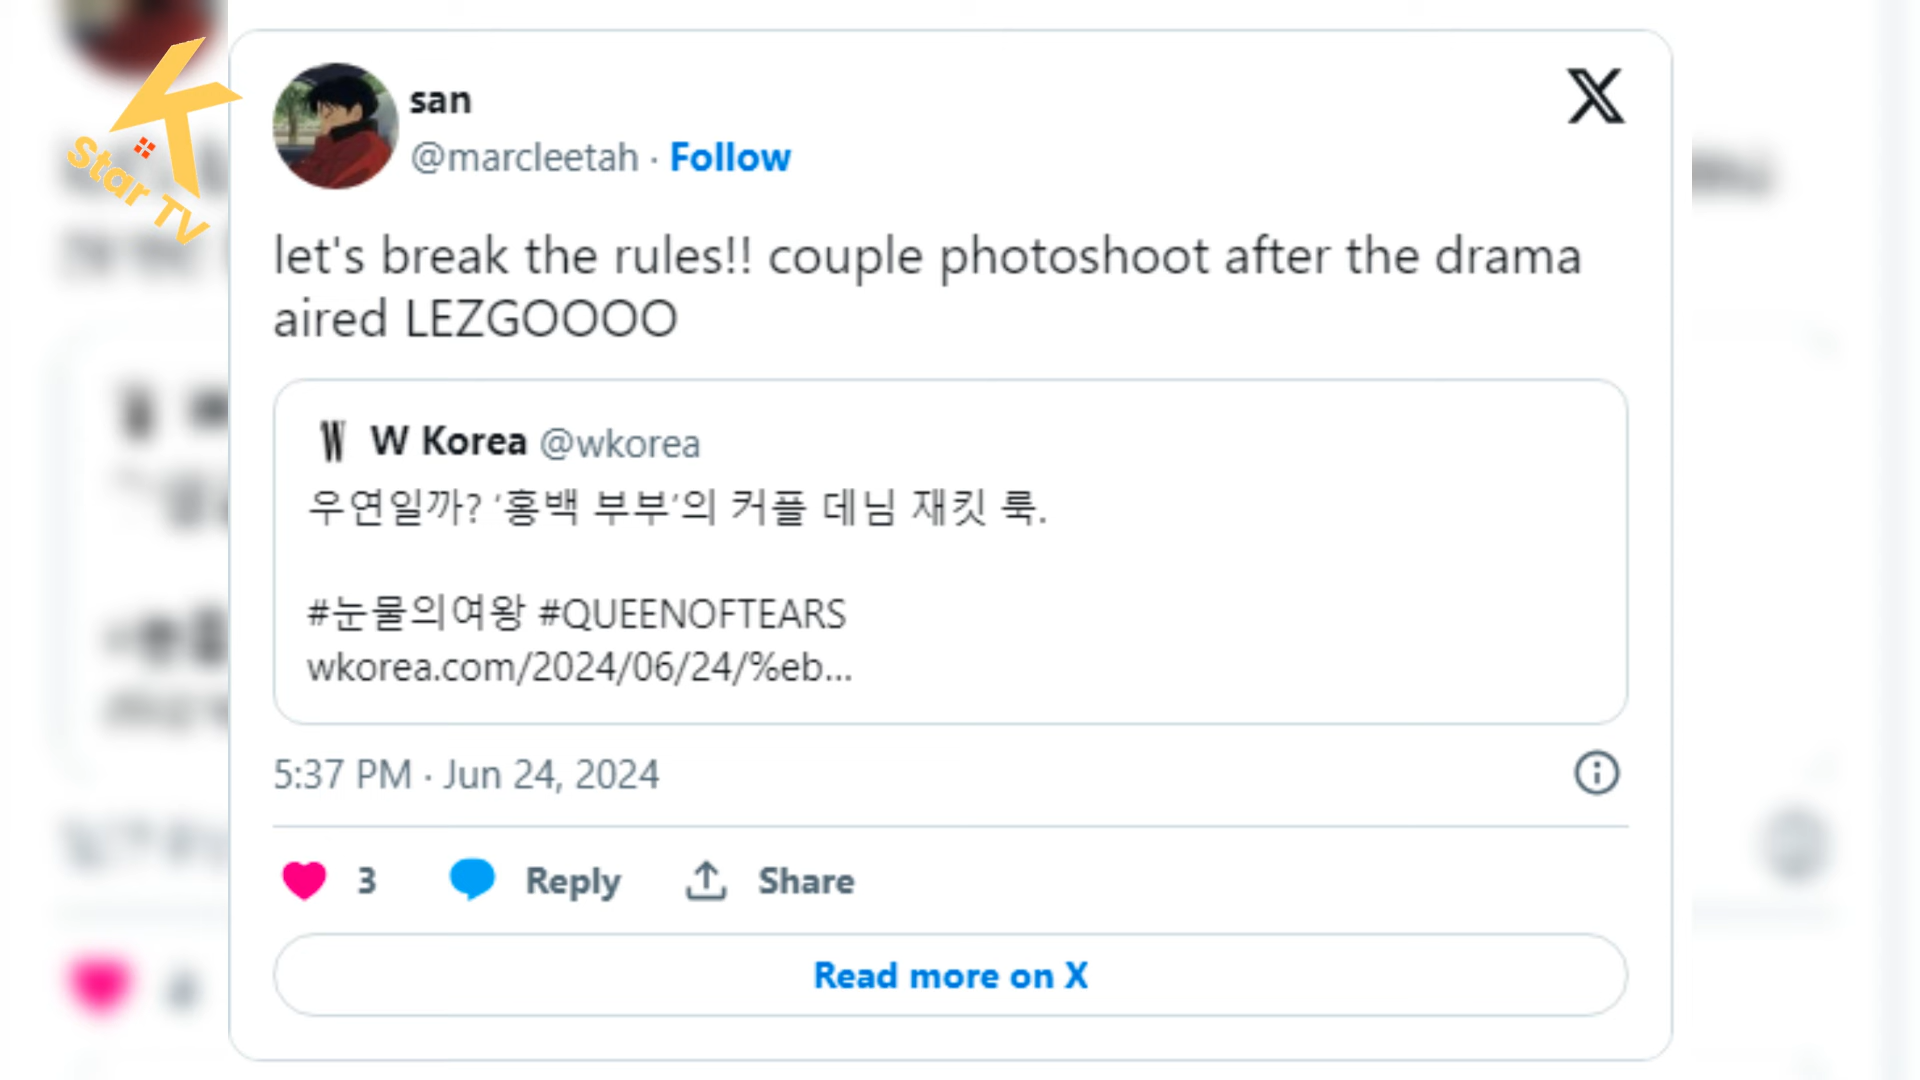 K
Star TV
san
@marcleetah · Follow
let's break the rules!! couple photoshoot after the drama
aired LEZGOOOO
W Korea @wkorea
우연일까? ‘홍백 부부’의 커플 데님 재킷 룩.
#눈물의여왕 #QUEENOFTEARS
wkorea.com/2024/06/24/%eb...
5:37 PM · Jun 24, 2024
3 Reply Share
Read more on X